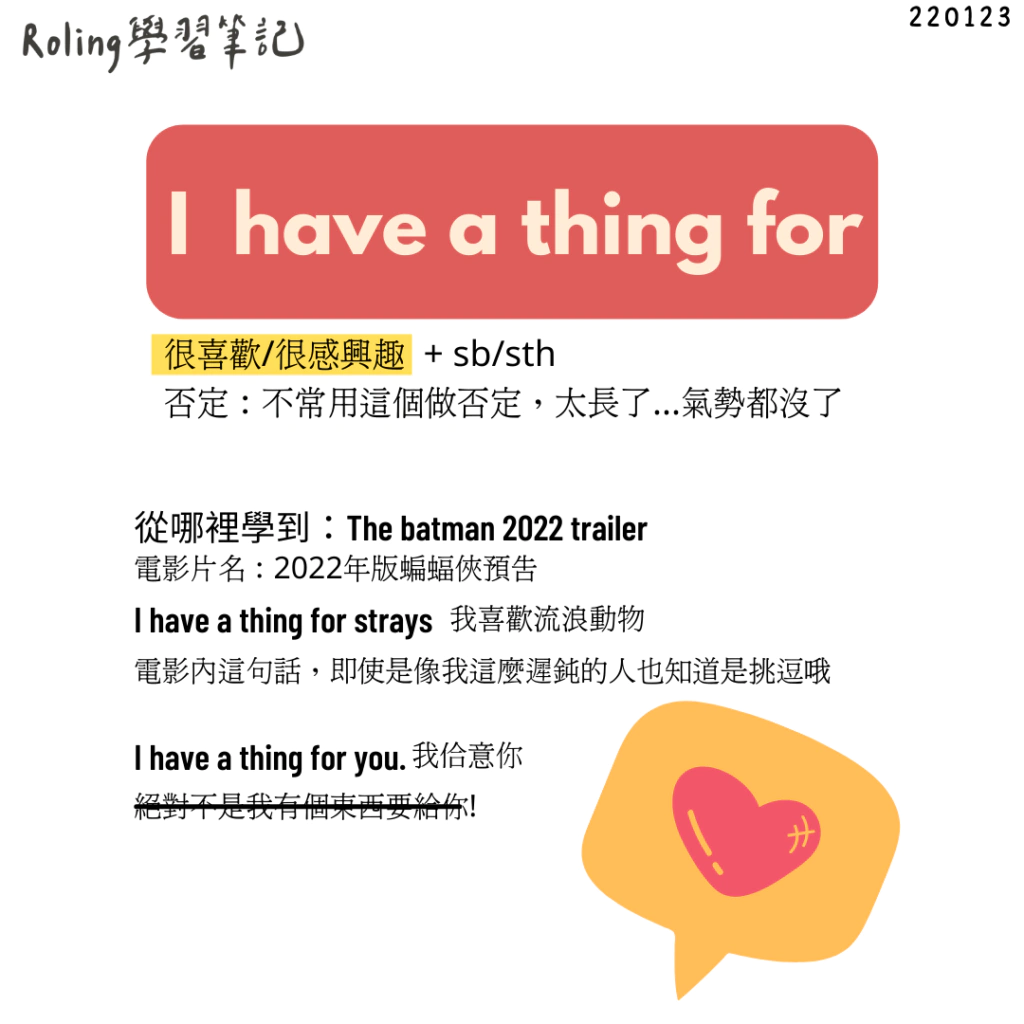 Roling學習筆記
220123
I have a thing for
很喜歡/很感興趣 + sb/sth
否定：不常用這個做否定，太長了...氣勢都沒了
從哪裡學到：The batman 2022 trailer
電影片名：2022年版蝙蝠俠預告
I have a thing for strays 我喜歡流浪動物
電影內這句話，即使是像我這麼遲鈍的人也知道是挑逗哦
I have a thing for you. 我佮意你
絕對不是我有個東西要給你!